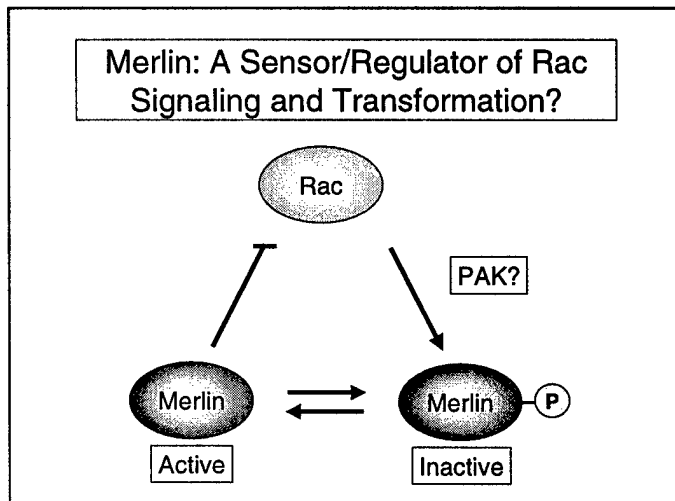 Merlin: A Sensor/Regulator of Rac
Signaling and Transformation?
Rac
PAK?
Merlin
Merlin
P
Active
Inactive